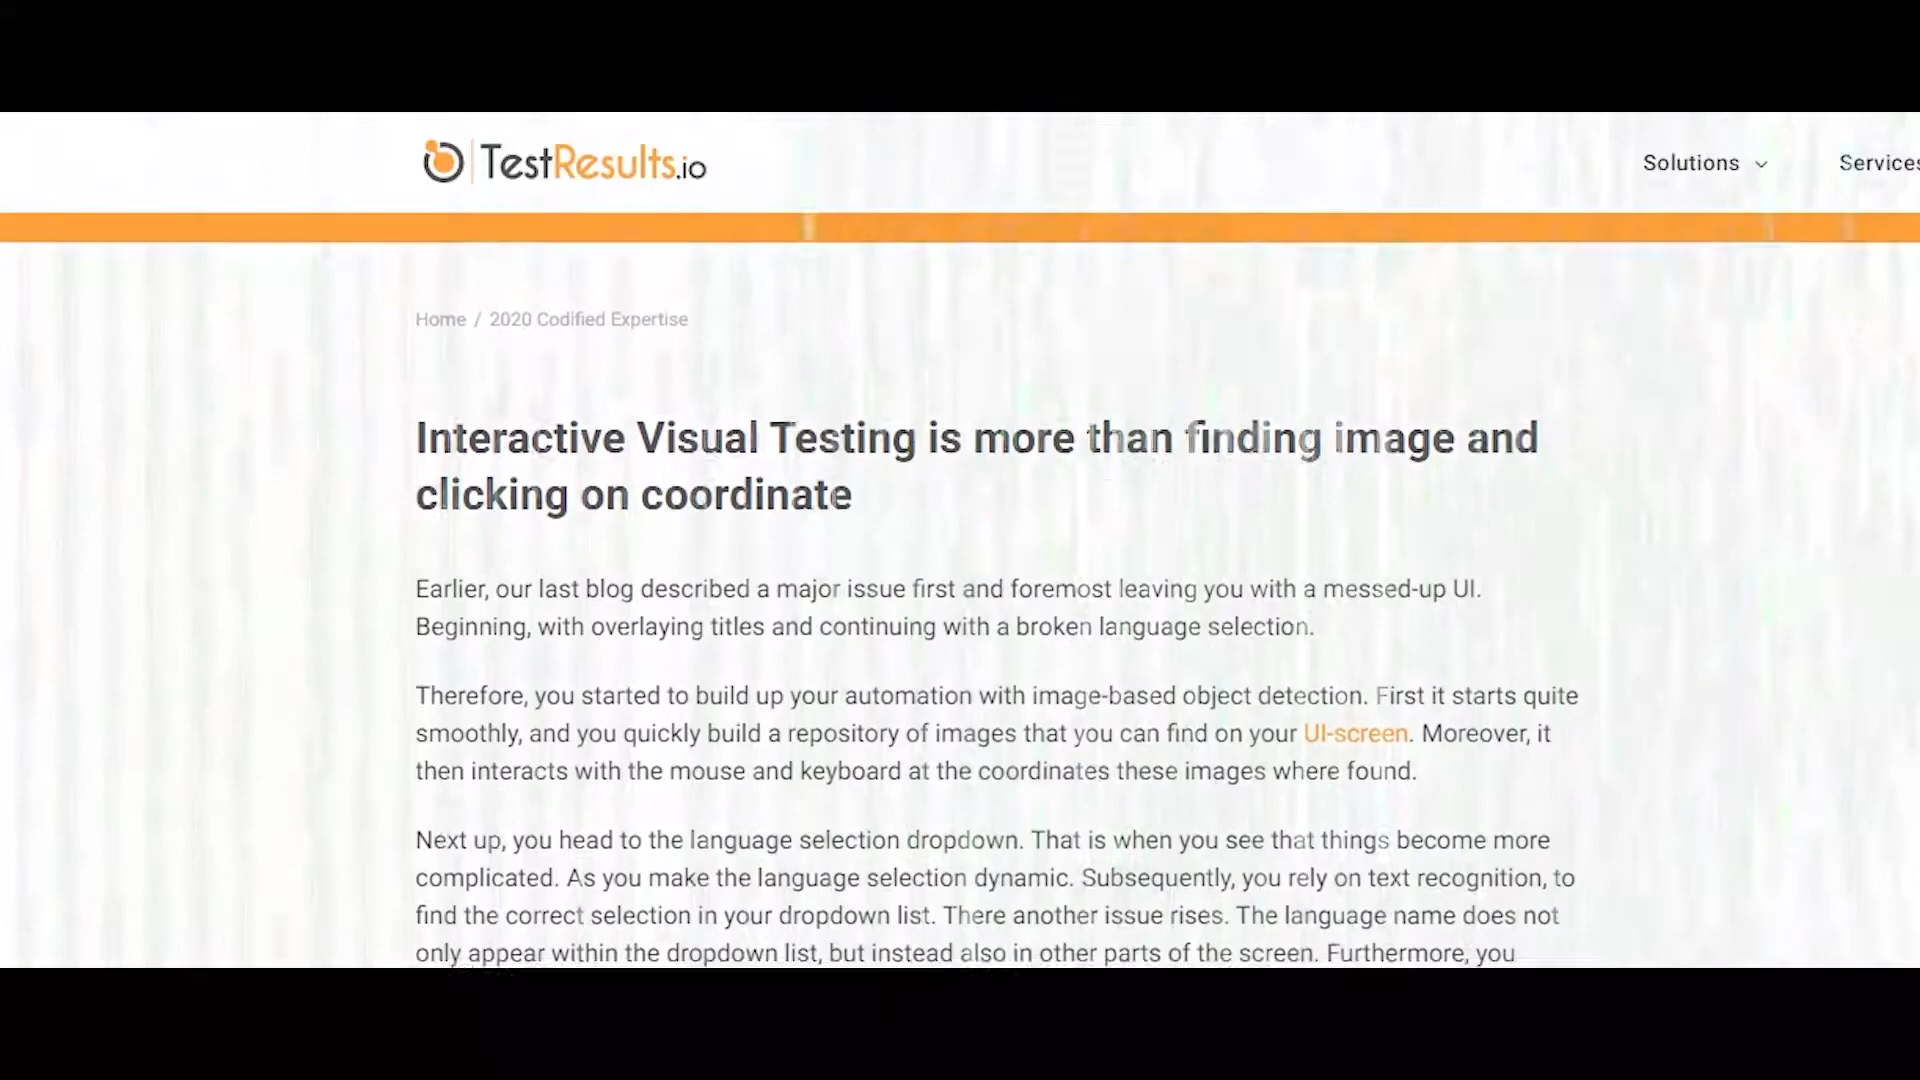 TestResults.io
Solutions
Services
Home / 2020 Codified Expertise
Interactive Visual Testing is more than finding image and
clicking on coordinate
Earlier, our last blog described a major issue first and foremost leaving you with a messed-up UI.
Beginning, with overlaying titles and continuing with a broken language selection.
Therefore, you started to build up your automation with image-based object detection. First it starts quite
smoothly, and you quickly build a repository of images that you can find on your UI-screen. Moreover, it
then interacts with the mouse and keyboard at the coordinates these images where found.
Next up, you head to the language selection dropdown. That is when you see that things become more
complicated. As you make the language selection dynamic. Subsequently, you rely on text recognition, to
find the correct selection in your dropdown list. There another issue rises. The language name does not
only appear within the dropdown list, but instead also in other parts of the screen. Furthermore, you